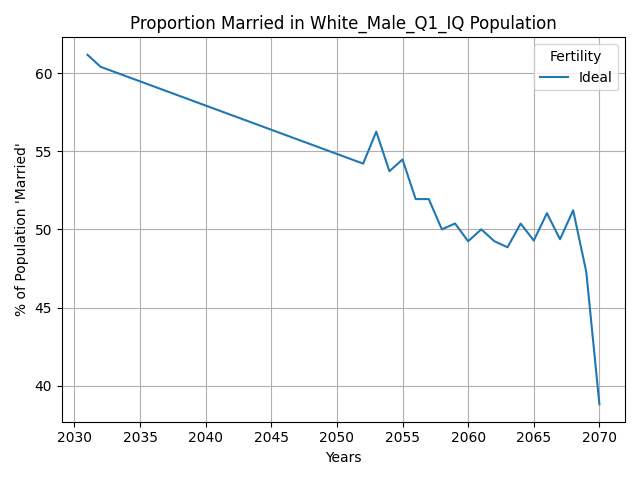 Proportion Married in White_Male_Q1_IQ Population
Fertility
Ideal
% of Population 'Married'
60
55
50
45
40
2030 2035 2040 2045 2050 2055 2060 2065 2070
Years